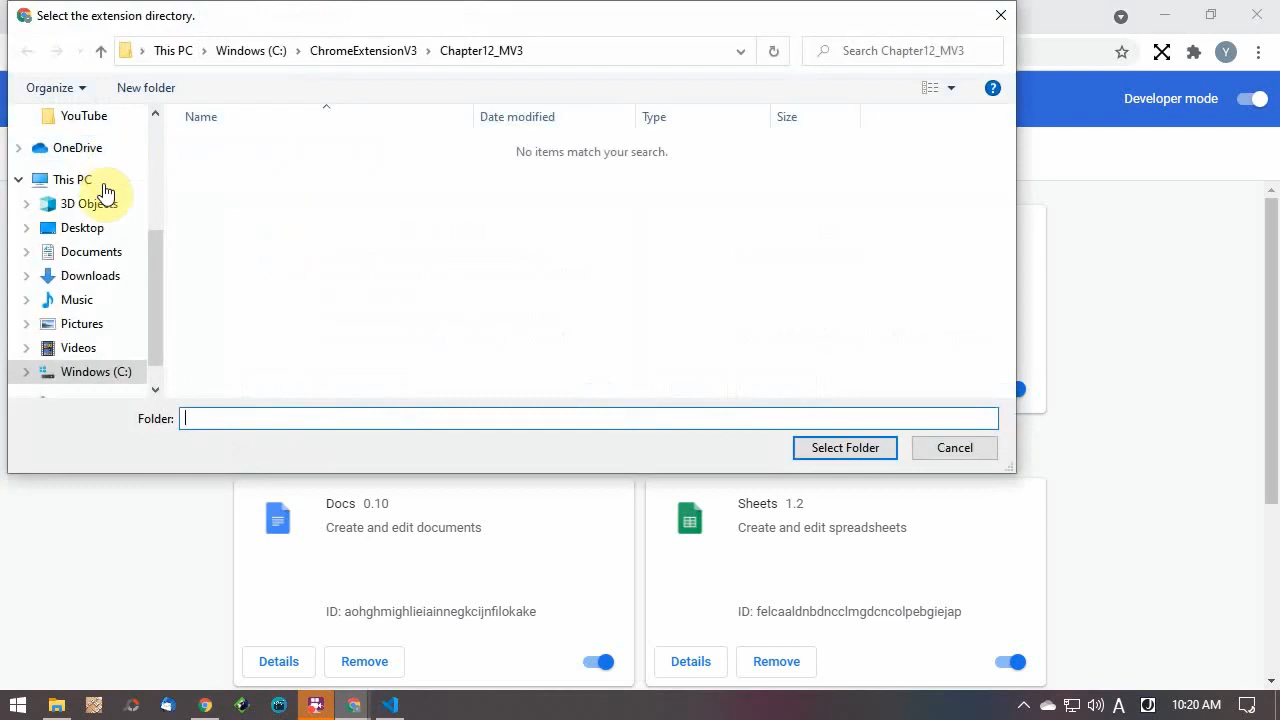 Select the extension directory.
This PC > Windows (C:) > ChromeExtensionV3 > Chapter12_MV3
Search Chapter12_MV3
Organize
New folder
Developer mode
Y
Name
Date modified
Type
Size
No items match your search.
YouTube
OneDrive
This PC
3D Objects
Desktop
Documents
Downloads
Music
Pictures
Videos
Windows (C:)
Folder:
Select Folder
Cancel
Docs 0.10
Create and edit documents
ID: aohghmighlieiainnegkcijnfilokake
Details
Remove
Sheets 1.2
Create and edit spreadsheets
ID: felcaaldnbdncclmgdcncolpebgiejap
Details
Remove
A
10:20 AM